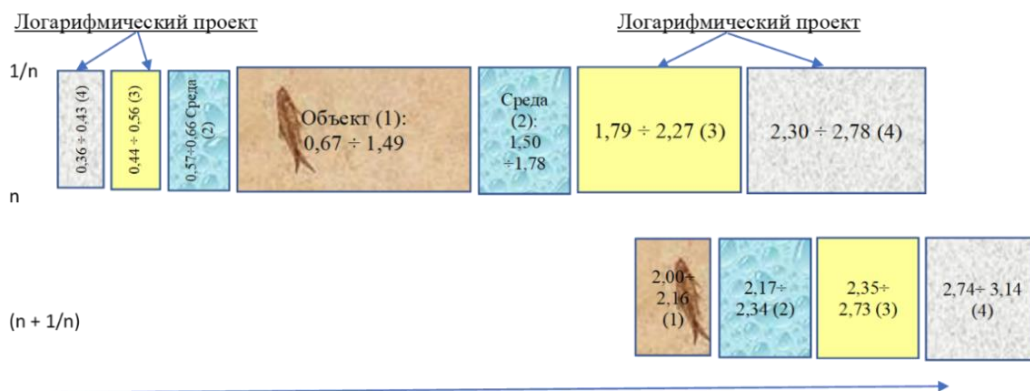 Логарифмический проект
Логарифмический проект
1/n
0,36 ÷ 0,43 (4)
0,44 ÷ 0,56 (3)
0,57÷0,66 Среда
(2)
Объект (1):
0,67 ÷ 1,49
Среда
(2):
1,50
÷1,78
1,79 ÷ 2,27 (3)
2,30 ÷ 2,78 (4)
n
2,00÷
2,16
(1)
2,17÷
2,34 (2)
2,35÷
2,73 (3)
2,74÷ 3,14
(4)
(n + 1/n)